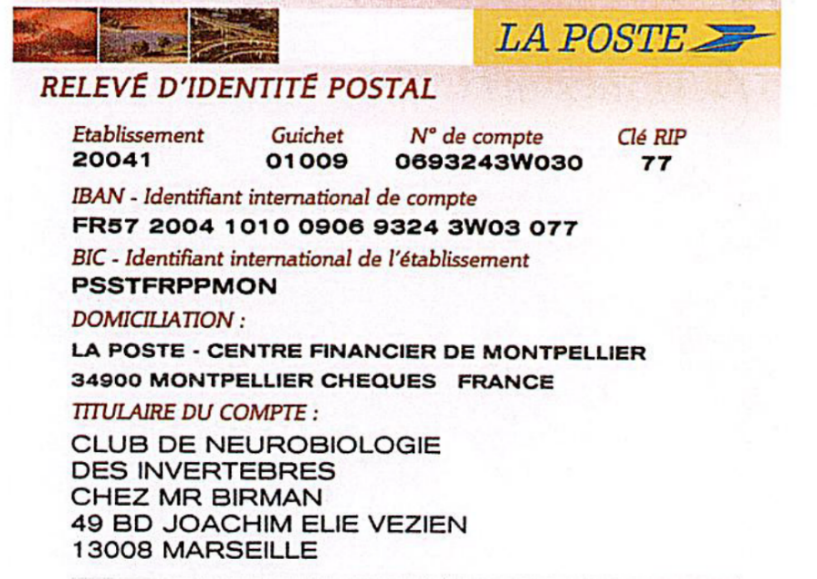 LA POSTE
RELEVÉ D'IDENTITÉ POSTAL
Etablissement Guichet N° de compte Clé RIP
20041 01009 0693243W030 77
IBAN - Identifiant international de compte
FR57 2004 1010 0906 9324 3W03 077
BIC - Identifiant international de l'établissement
PSSTFRPPMON
DOMICILIATION :
LA POSTE - CENTRE FINANCIER DE MONTPELLIER
34900 MONTPELLIER CHEQUES FRANCE
TITULAIRE DU COMPTE :
CLUB DE NEUROBIOLOGIE
DES INVERTEBRES
CHEZ MR BIRMAN
49 BD JOACHIM ELIE VEZIEN
13008 MARSEILLE